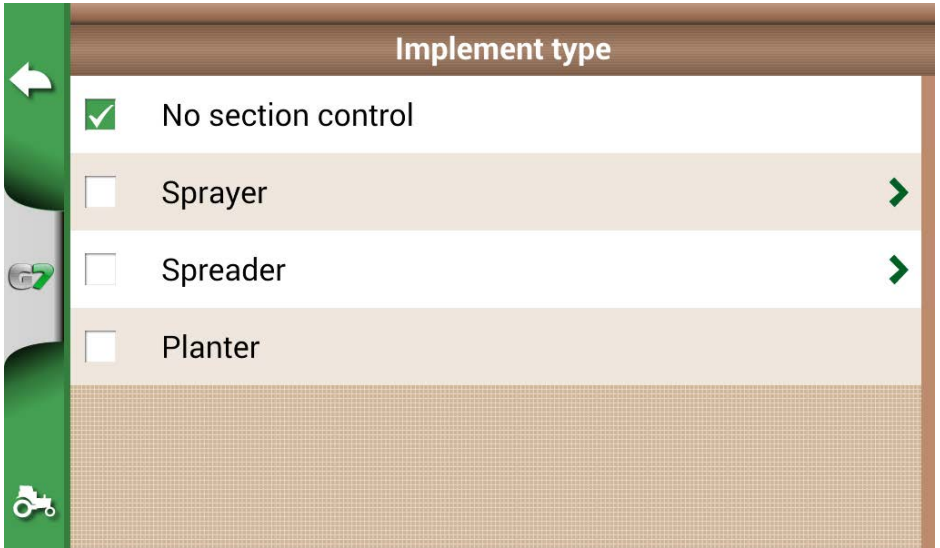 Implement type
No section control
Sprayer
Spreader
G7
Planter